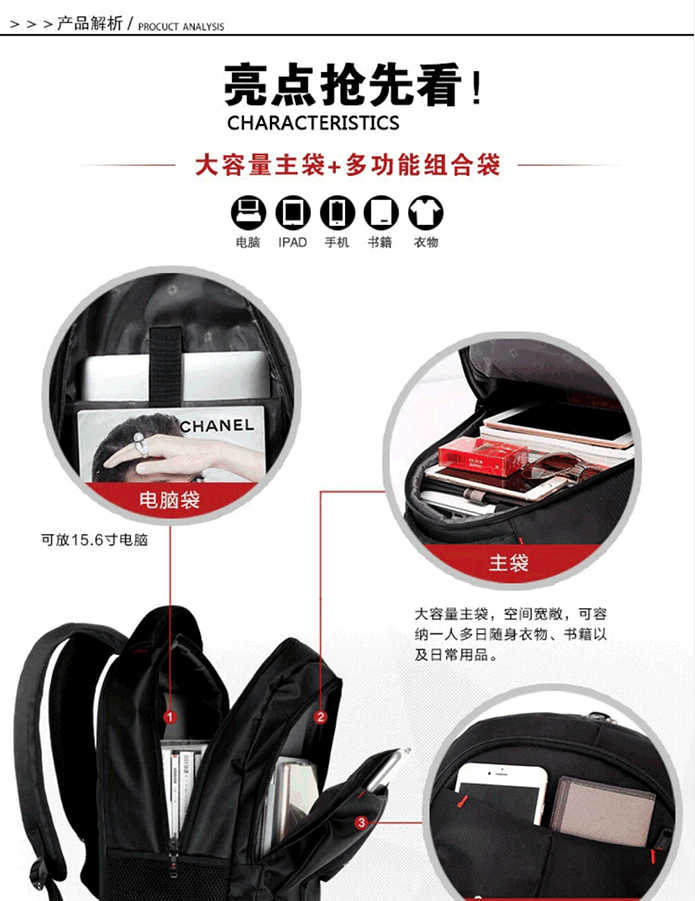 >>>产品解析/ PROCUCT ANALYSIS
亮点抢先看!
CHARACTERISTICS
大容量主袋+多功能组合袋
电脑 IPAD 手机 书籍 衣物
CHANEL
电脑袋
可放15.6寸电脑
主袋
大容量主袋，空间宽敞，可容
纳一人多日随身衣物、书籍以
及日常用品。
1
2
3